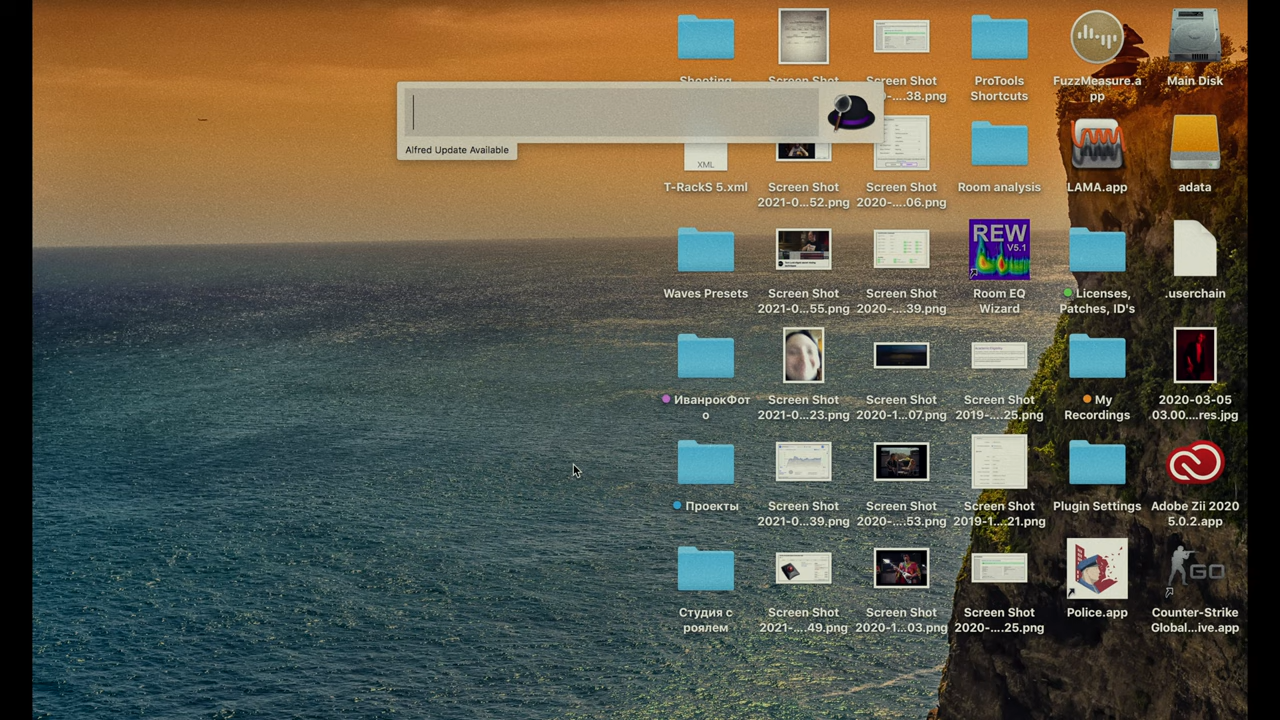 Shooting
Screen Shot
Screen Shot
0-....38.png
ProTools
Shortcuts
FuzzMeasure.a
pp
Main Disk
Alfred Update Available
XML
T-RackS 5.xml
Screen Shot
2021-0...52.png
Screen Shot
2020-....06.png
Room analysis
LAMA.app
adata
Waves Presets
Screen Shot
2021-0...55.png
Screen Shot
2020-....39.png
REW
V5.1
Room EQ
Wizard
Licenses,
Patches, ID's
.userchain
ИванрокФот
о
Screen Shot
2021-0...23.png
Screen Shot
2020-1...07.png
Screen Shot
2019-....25.png
My
Recordings
2020-03-05
03.00....res.jpg
Проекты
Screen Shot
2021-0...39.png
Screen Shot
2020-....53.png
Screen Shot
2019-1...21.png
Plugin Settings
Adobe Zii 2020
5.0.2.app
Студия с
роялем
Screen Shot
2021-....49.png
Screen Shot
2020-1...03.png
Screen Shot
2020-....25.png
Police.app
GO
Counter-Strike
Global...ive.app